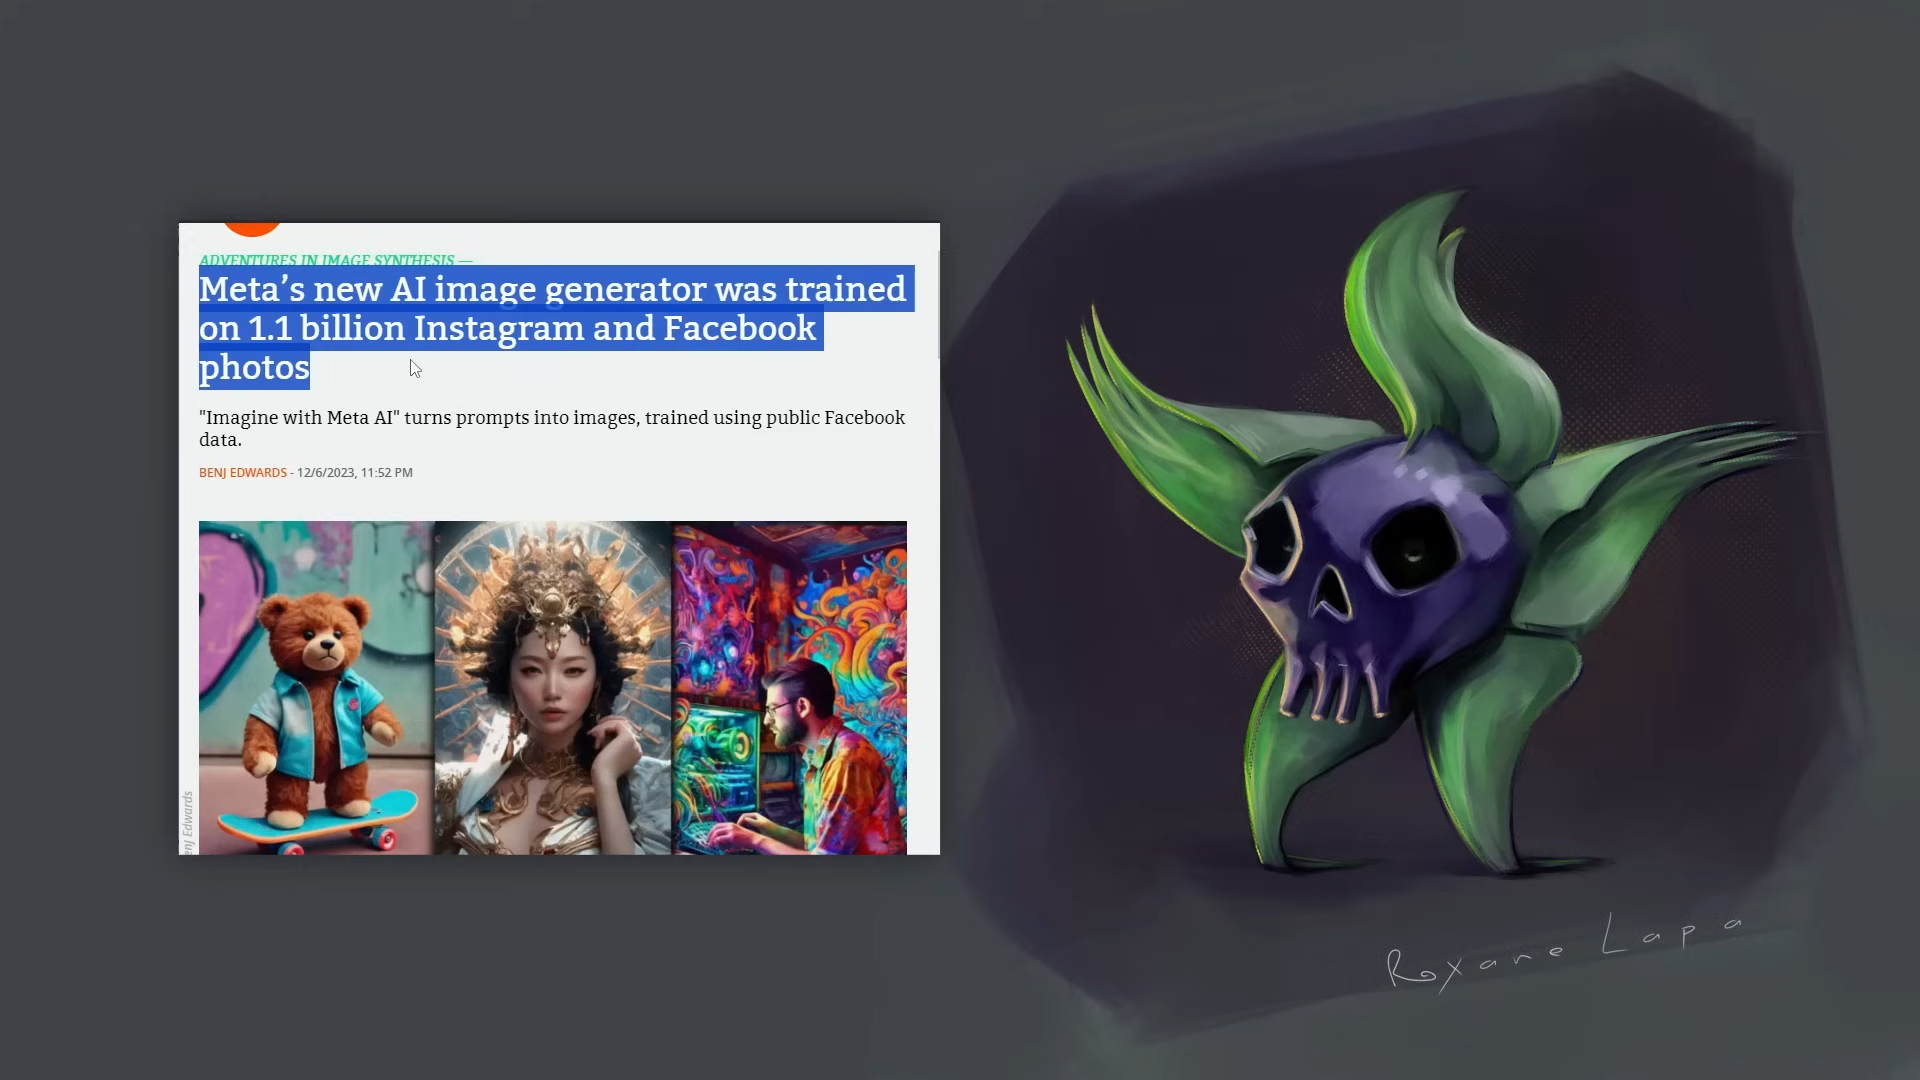 ADVENTURES IN IMAGE SYNTHESIS —
Meta’s new AI image generator was trained
on 1.1 billion Instagram and Facebook
photos
"Imagine with Meta AI" turns prompts into images, trained using public Facebook
data.
BENJ EDWARDS - 12/6/2023, 11:52 PM
Edwards
Roxane Lapa